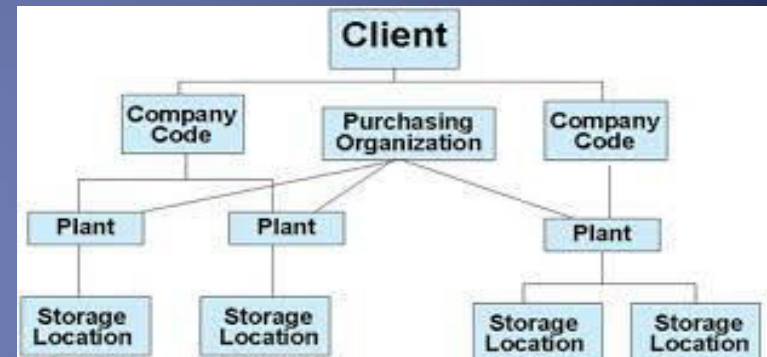 Client
Company
Code
Purchasing
Organization
Company
Code
Plant
Plant
Plant
Storage
Location
Storage
Location
Storage
Location
Storage
Location